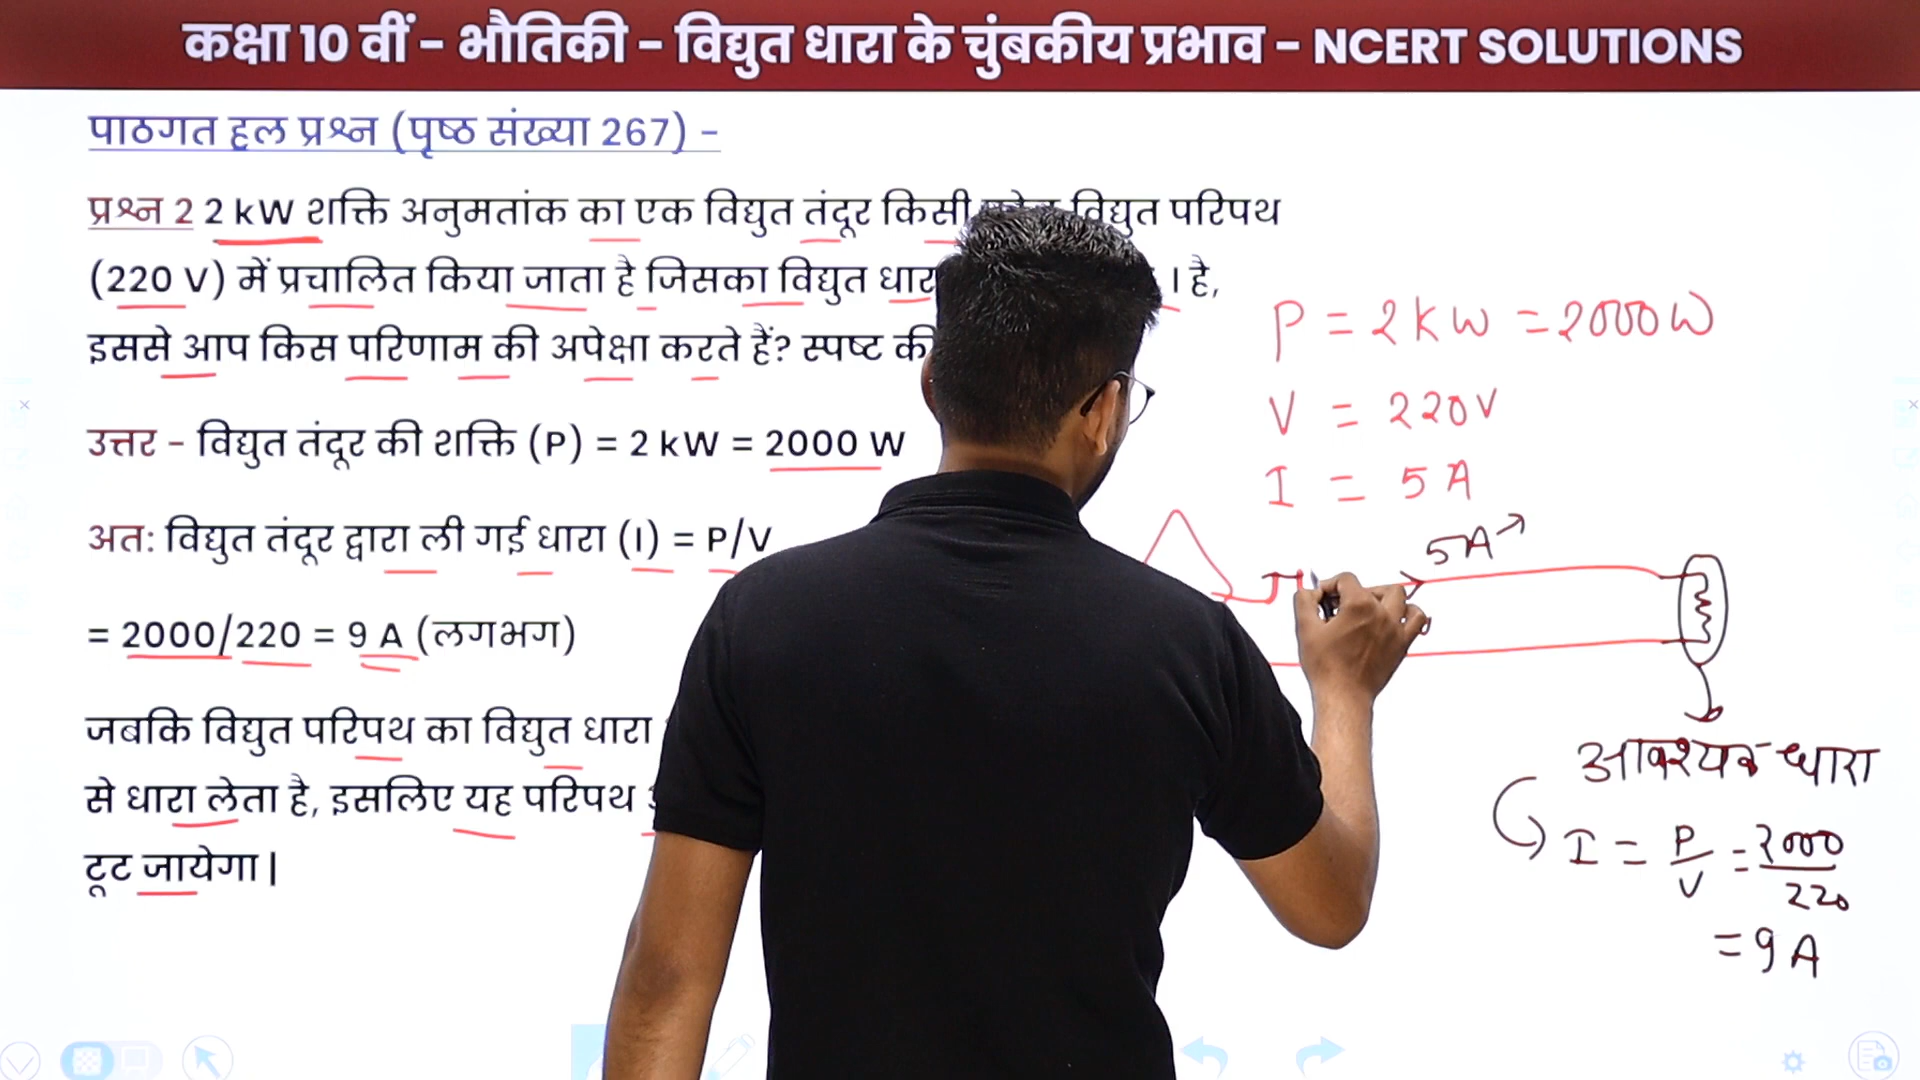 कक्षा 10 वीं – भौतिकी – विद्युत धारा के चुंबकीय प्रभाव – NCERT SOLUTIONS
पाठगत हल प्रश्न (पृष्ठ संख्या 267) –
प्रश्न 2 2 kW शक्ति अनुमतांक का एक विद्युत तंदूर किसी विद्युत परिपथ
(220 V) में प्रचालित किया जाता है जिसका विद्युत । है,
इससे आप किस परिणाम की अपेक्षा करते हैं? स्पष्ट
उत्तर – विद्युत तंदूर की शक्ति (P) = 2 kW = 2000 W
अत: विद्युत तंदूर द्वारा ली गई धारा (I) = P/V
= 2000/220 = 9 A (लगभग)
जबकि विद्युत परिपथ का विद्युत धारा
से धारा लेता है, इसलिए यह परिपथ
टूट जायेगा |
P = 2 KW = 2000 W
V = 220V
I = 5 A
5A
आवश्यक धारा
I = P/V = 2000/220
= 9 A